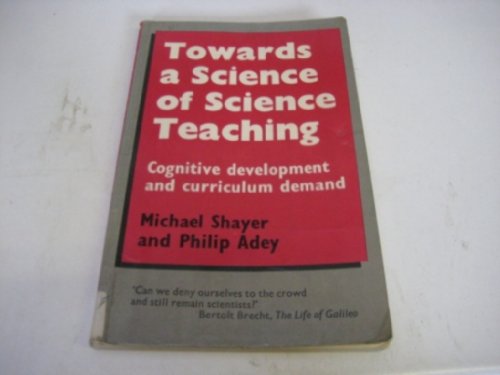 Towards
a Science
of Science
Teaching
Cognitive development
and curriculum demand
Michael Shayer
and Philip Adey
'Can we deny ourselves to the crowd
and still remain scientists?'
Bertolt Brecht, The Life of Galileo